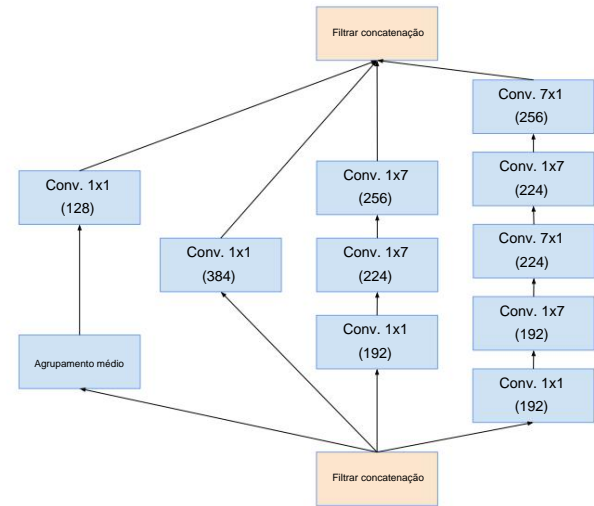 Filtrar concatenação
Conv. 7x1
(256)
Conv. 1x7
(224)
Conv. 1x1
(128)
Conv. 1x7
(256)
Conv. 7x1
(224)
Conv. 1x1
(384)
Conv. 1x7
(224)
Conv. 1x7
(192)
Conv. 1x1
(192)
Agrupamento médio
Conv. 1x1
(192)
Filtrar concatenação